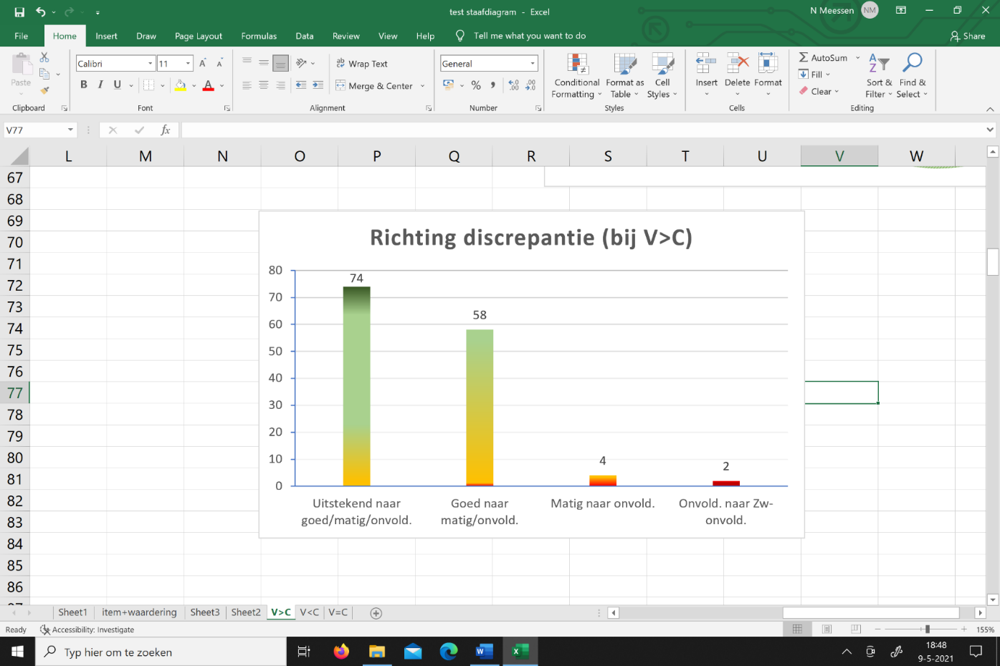 test staafdiagram - Excel
N Meessen NM
File Home Insert Draw Page Layout Formulas Data Review View Help Tell me what you want to do Share
Paste
Clipboard
Calibri 11 A A
B I U A
Font
Wrap Text
Merge & Center
Alignment
General
% , ,00 ,00
Number
Conditional Formatting
Format as Table
Cell Styles
Styles
Insert Delete Format
Cells
AutoSum
Fill
Clear
Sort & Filter
Find & Select
Editing
V77 fx
L M N O P Q R S T U V W
67
68
69
70
71
72
73
74
75
76
77
78
79
80
81
82
83
84
85
86
Richting discrepantie (bij V>C)
80
70
60
50
40
30
20
10
0
74
58
4
2
Uitstekend naar
goed/matig/onvold.
Goed naar
matig/onvold.
Matig naar onvold.
Onvold. naar Zw-
onvold.
Sheet1 item+waardering Sheet3 Sheet2 V>C V<C V=C
Ready Accessibility: Investigate 155%
Typ hier om te zoeken
18:48
9-5-2021